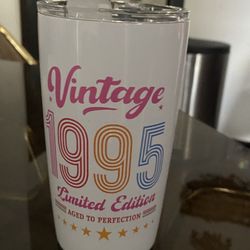 Vintage
1995
Limited Edition
AGED TO PERFECTION